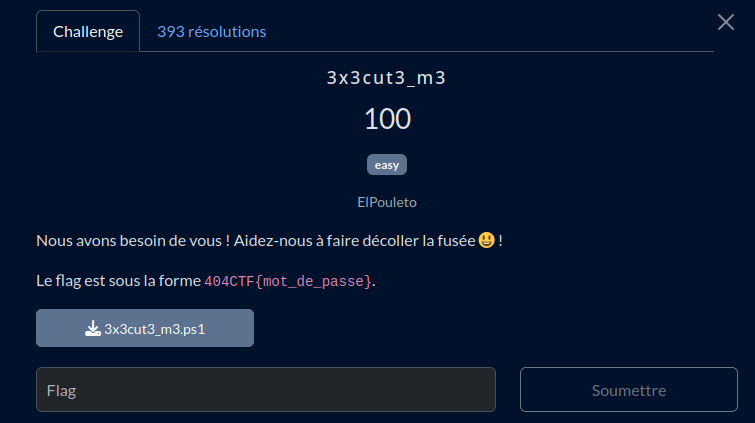 Challenge 393 résolutions
3x3cut3_m3
100
easy
ElPouleto
Nous avons besoin de vous ! Aidez-nous à faire décoller la fusée 😃 !
Le flag est sous la forme 404CTF{mot_de_passe}.
3x3cut3_m3.ps1
Flag Soumettre